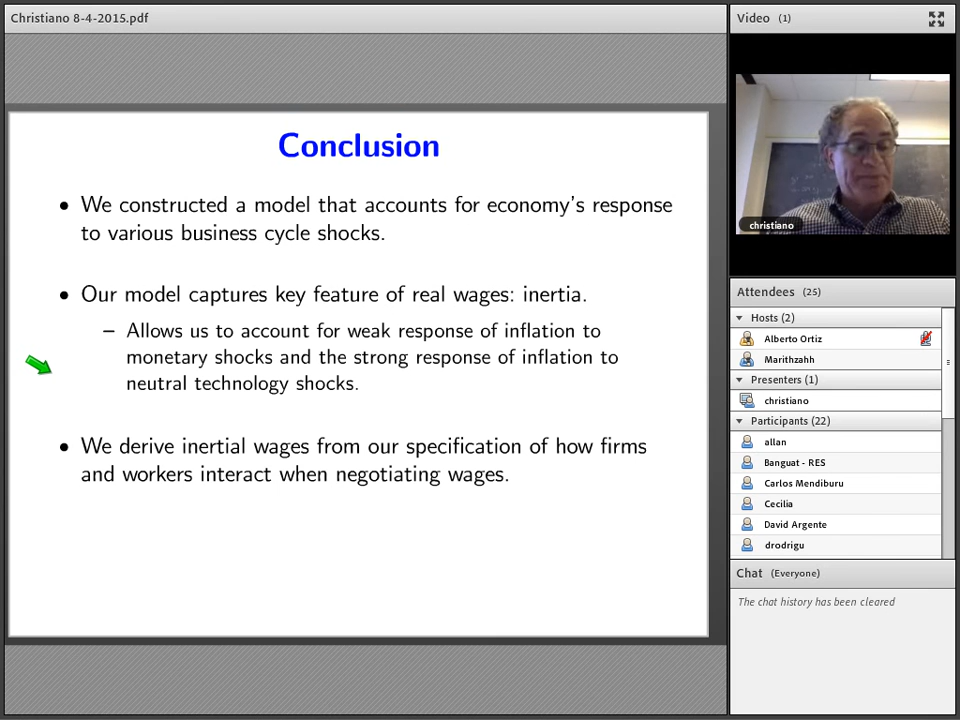 Christiano 8-4-2015.pdf
Conclusion
• We constructed a model that accounts for economy's response
to various business cycle shocks.
• Our model captures key feature of real wages: inertia.
– Allows us to account for weak response of inflation to
monetary shocks and the strong response of inflation to
neutral technology shocks.
• We derive inertial wages from our specification of how firms
and workers interact when negotiating wages.
Video (1)
christiano
Attendees (25)
Hosts (2)
Alberto Ortiz
Marithzahh
Presenters (1)
christiano
Participants (22)
allan
Banguat - RES
Carlos Mendiburu
Cecilia
David Argente
drodrigu
Chat (Everyone)
The chat history has been cleared